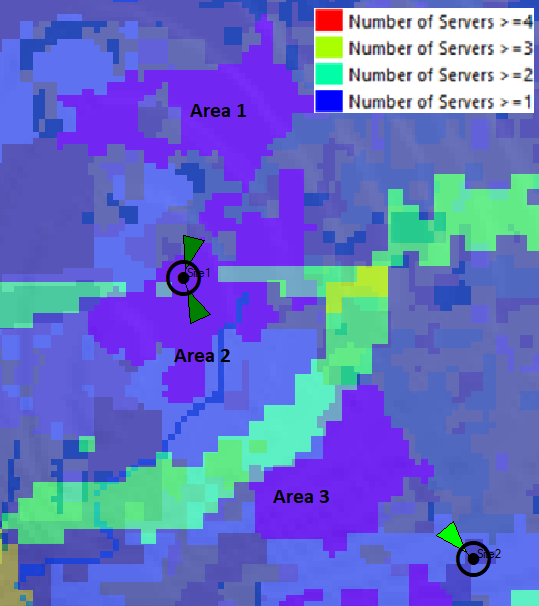 Number of Servers >=4
Number of Servers >=3
Number of Servers >=2
Number of Servers >=1
Area 1
Site1
Area 2
Area 3
Site2